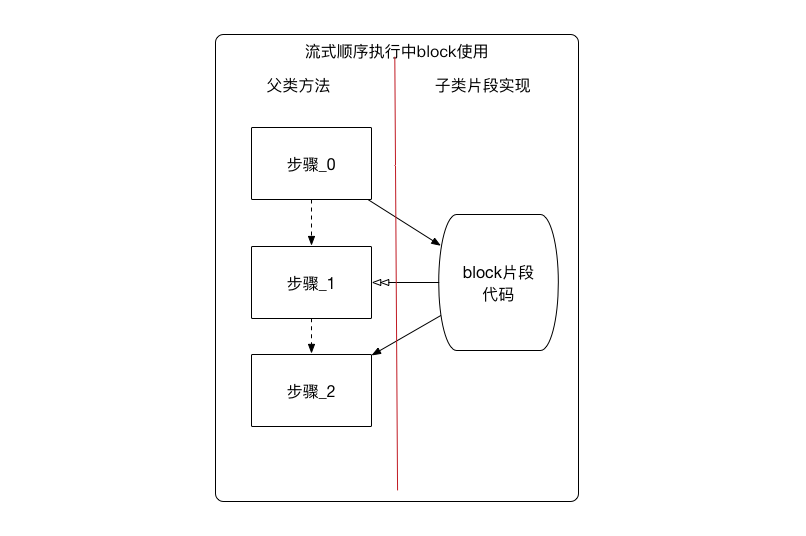 流式顺序执行中block使用
父类方法
子类片段实现
步骤_0
步骤_1
block片段
代码
步骤_2